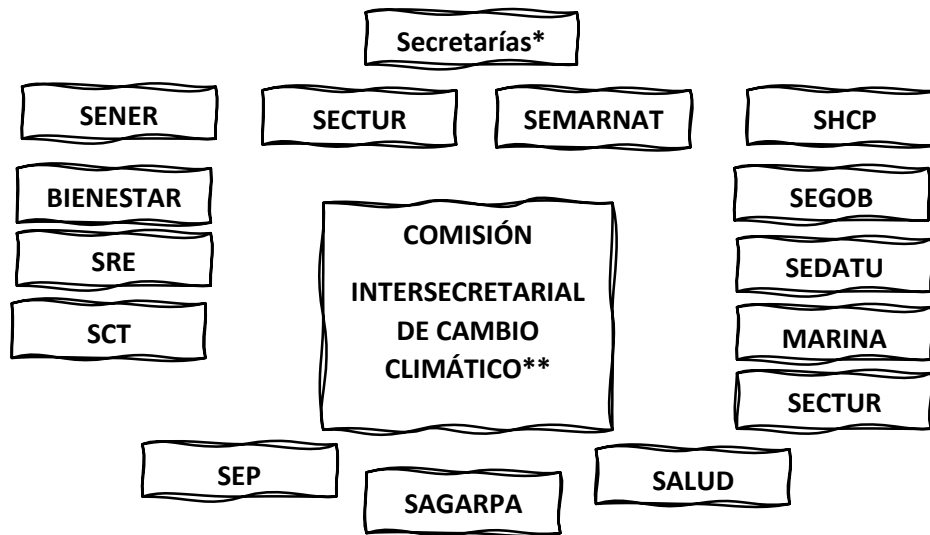 Secretarías*
SENER
SECTUR
SEMARNAT
SHCP
BIENESTAR
SEGOB
SRE
SEDATU
SCT
MARINA
SECTUR
COMISIÓN
INTERSECRETARIAL
DE CAMBIO
CLIMÁTICO**
SEP
SAGARPA
SALUD